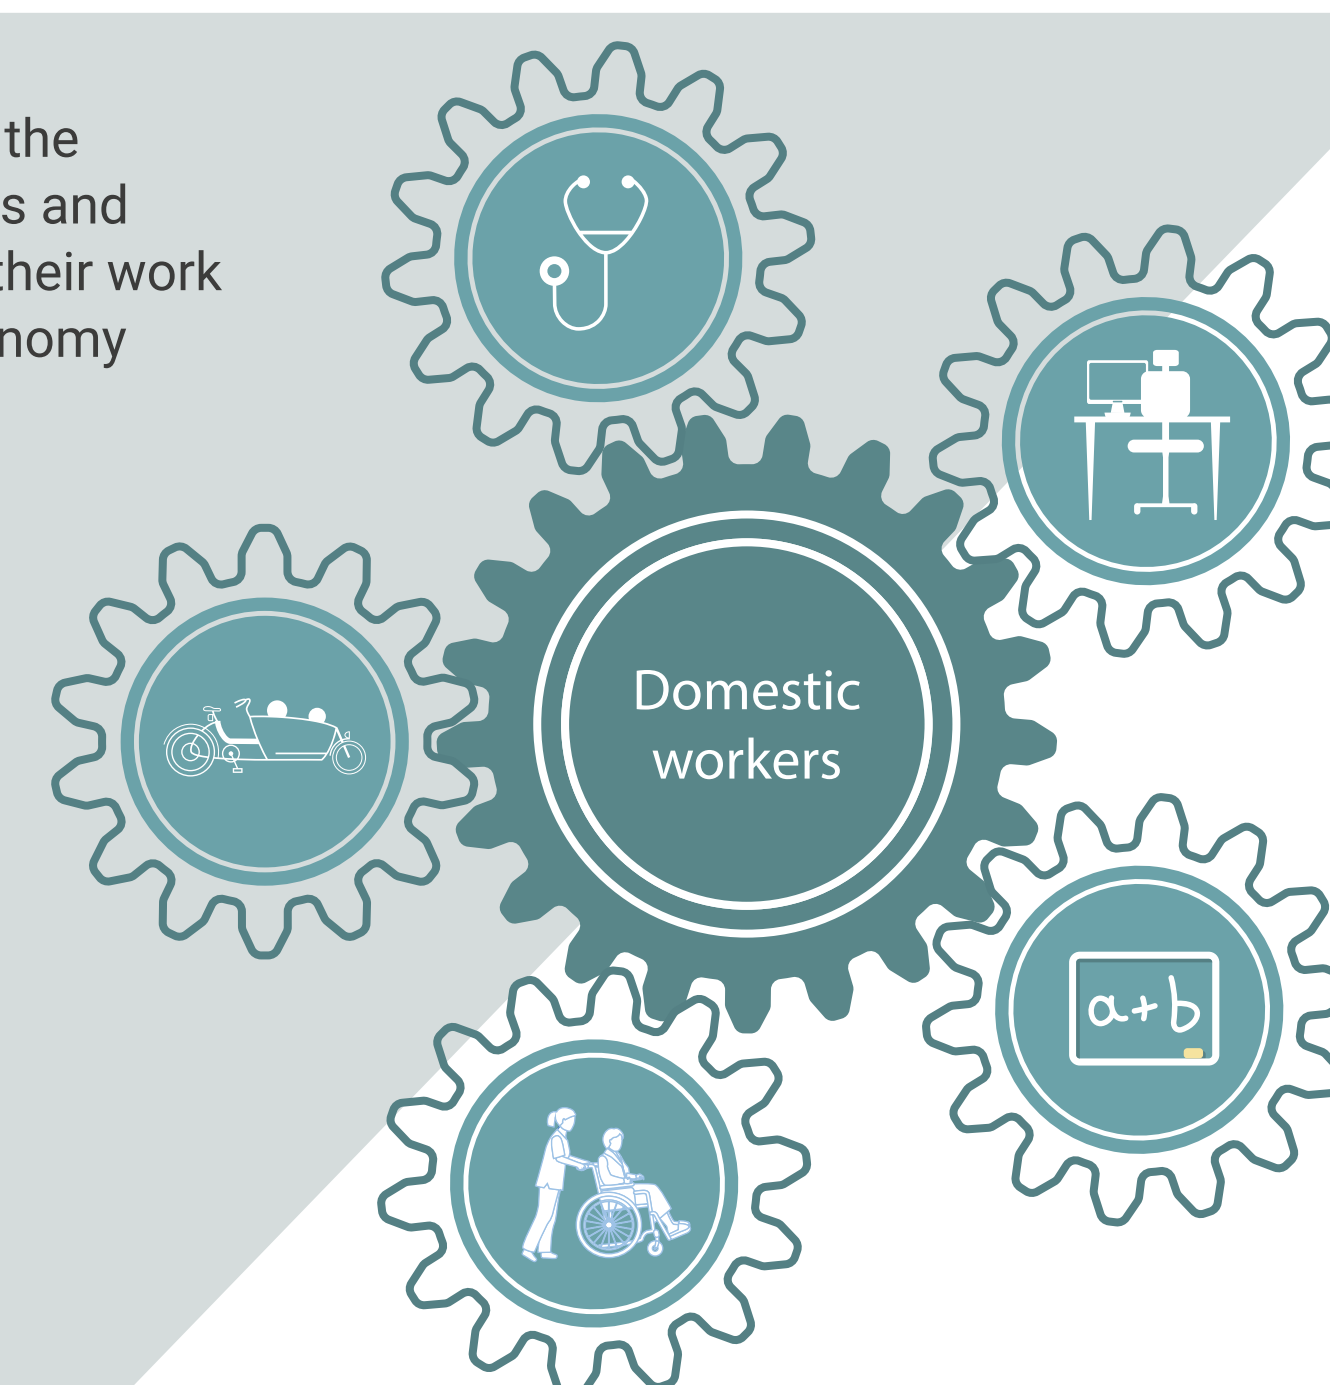 the
s and
their work
nomy
Domestic
workers
a+b